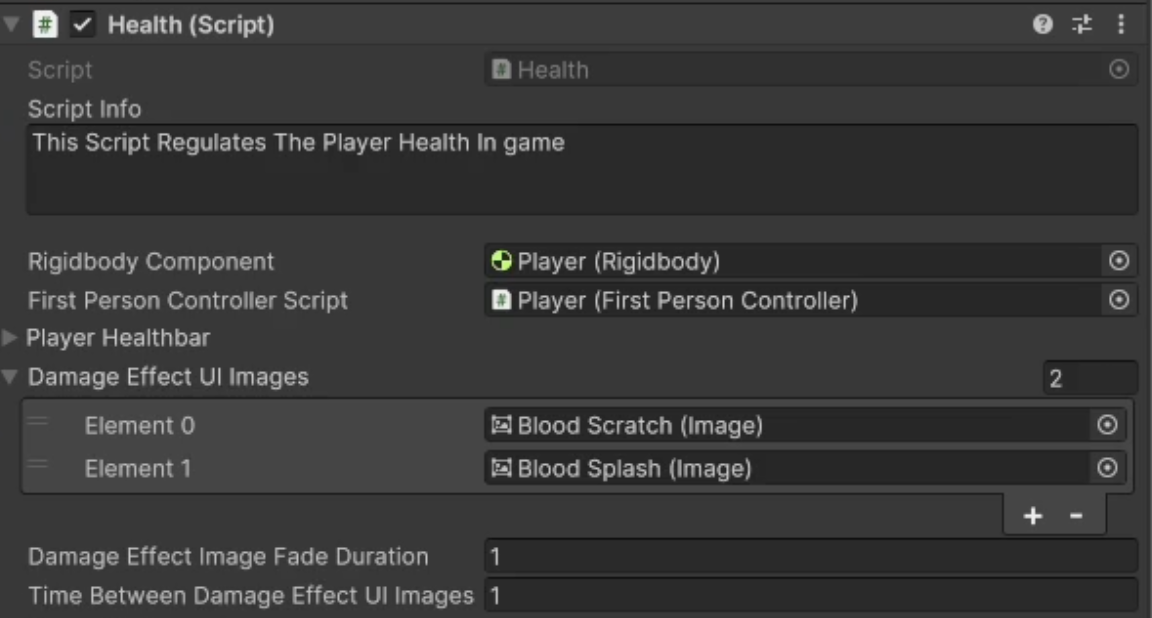 Health (Script)
Script Health
Script Info
This Script Regulates The Player Health In game
Rigidbody Component Player (Rigidbody)
First Person Controller Script Player (First Person Controller)
Player Healthbar
Damage Effect UI Images 2
Element 0 Blood Scratch (Image)
Element 1 Blood Splash (Image)
+ -
Damage Effect Image Fade Duration 1
Time Between Damage Effect UI Images 1